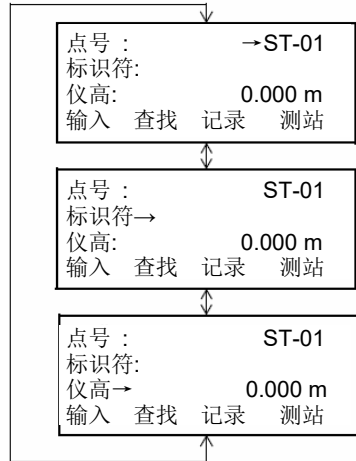 点号 : →ST-01
标识符:
仪高: 0.000 m
输入 查找 记录 测站
点号 : ST-01
标识符→
仪高: 0.000 m
输入 查找 记录 测站
点号 : ST-01
标识符:
仪高→ 0.000 m
输入 查找 记录 测站